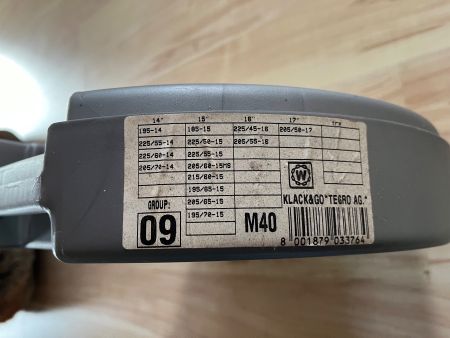 14" 15" 16" 17"
195-14 185-15 225/45-16 205/50-17
225/55-14 225/50-15 205/55-16
225/60-14 225/55-15
205/70-14 205/60-15MS
215/60-15
195/65-15
GROUP: 205/65-15
09 195/70-15
M40
W
KLACK&GO"TEGRO AG."
8 001879 033764